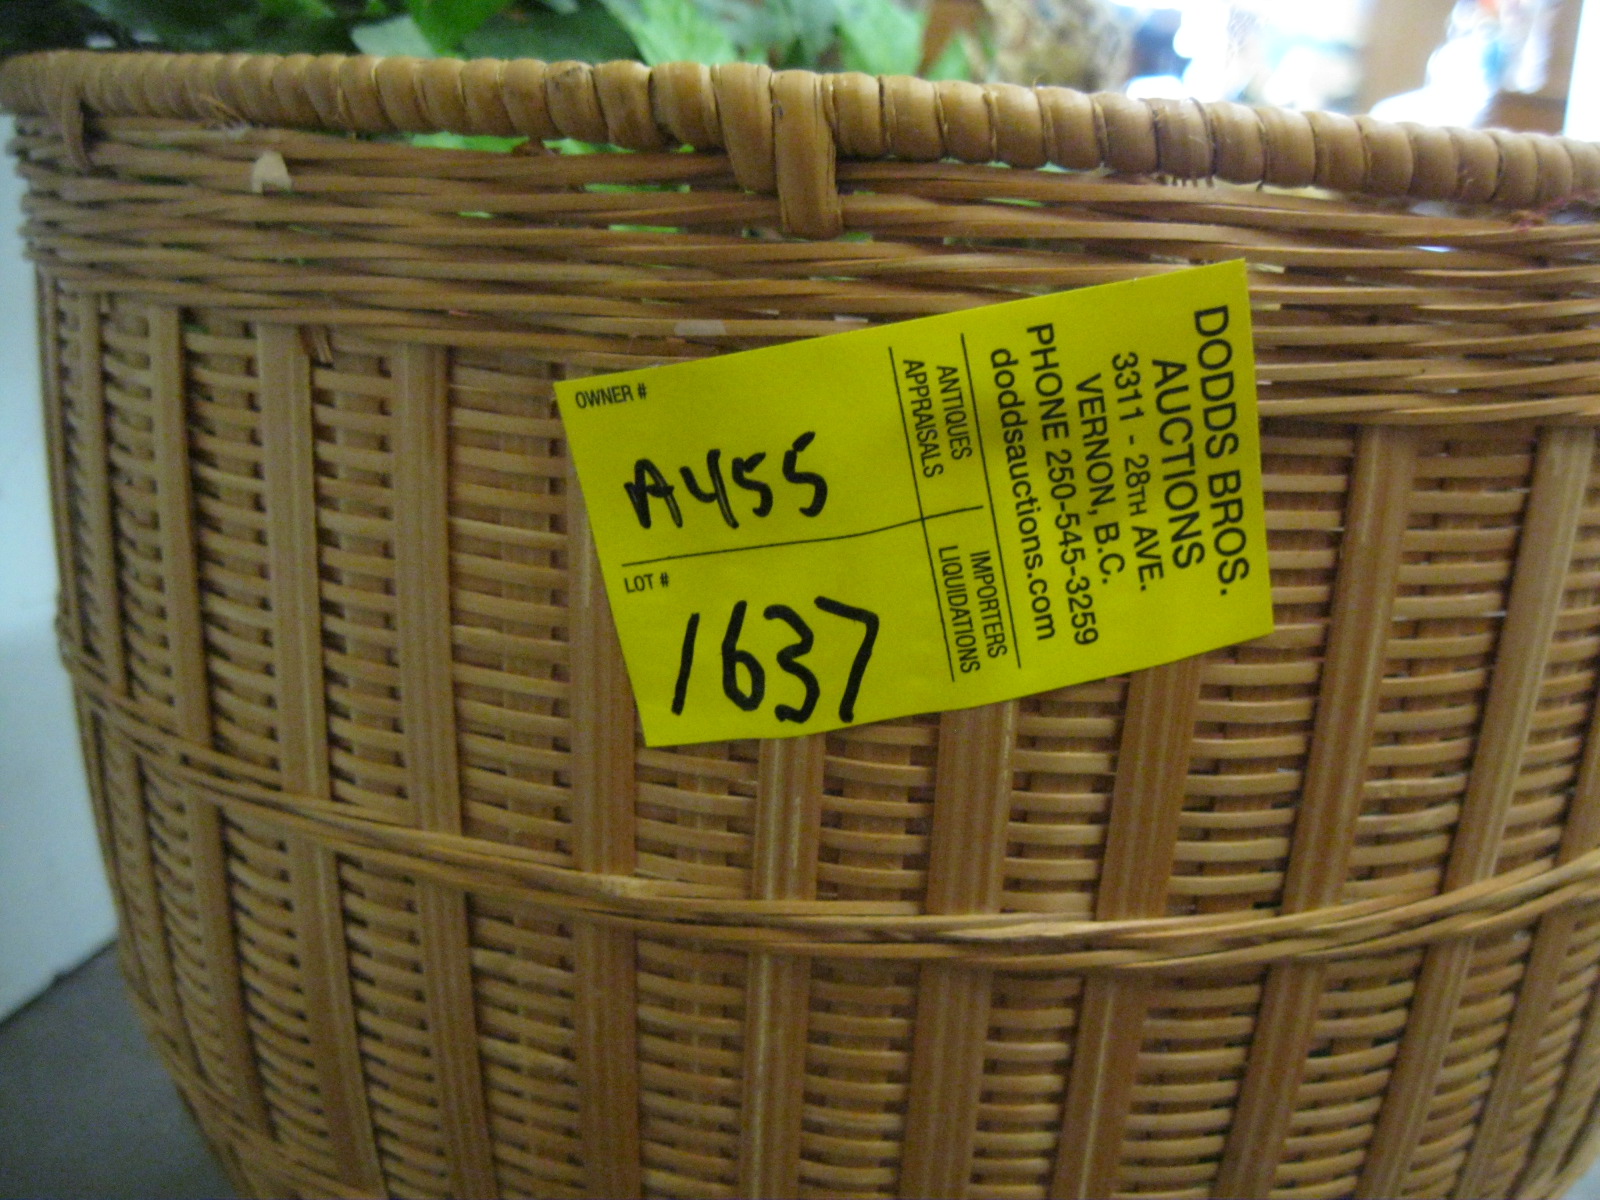 DODDS BROS.
AUCTIONS
3311 - 28TH AVE.
VERNON, B.C.
PHONE 250-545-3259
doddsauctions.com
ANTIQUES IMPORTERS
APPRAISALS LIQUIDATIONS
OWNER #
A455
LOT #
1637